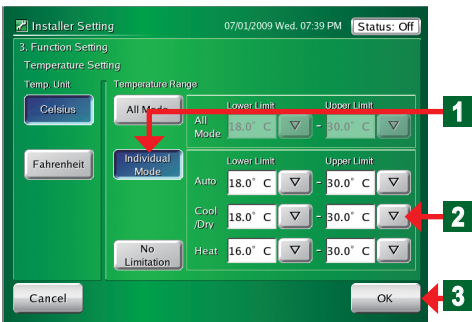 Installer Setting 07/01/2009 Wed. 07:39 PM Status: Off
3. Function Setting
Temperature Setting
Temp. Unit
Temperature Range
Celsius
Fahrenheit
All Mode
Individual
Mode
No
Limitation
Lower Limit Upper Limit
All
Mode 18.0° C - 30.0° C
Lower Limit Upper Limit
Auto 18.0° C - 30.0° C
Cool
/Dry 18.0° C - 30.0° C
Heat 16.0° C - 30.0° C
Cancel
OK
1
2
3